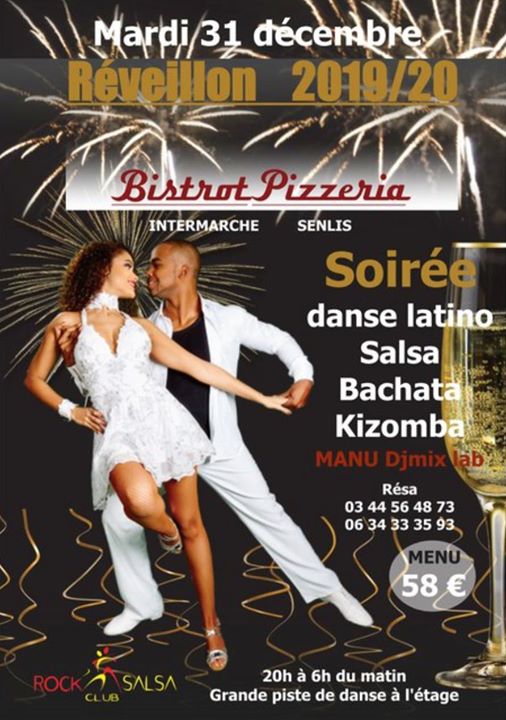 Mardi 31 décembre
Réveillon 2019/20
Bistrot Pizzeria
INTERMARCHE SENLIS
Soirée
danse latino
Salsa
Bachata
Kizomba
MANU Djmix lab
Résa
03 44 56 48 73
06 34 33 35 93
MENU
58 €
ROCK SALSA
CLUB
20h à 6h du matin
Grande piste de danse à l'étage